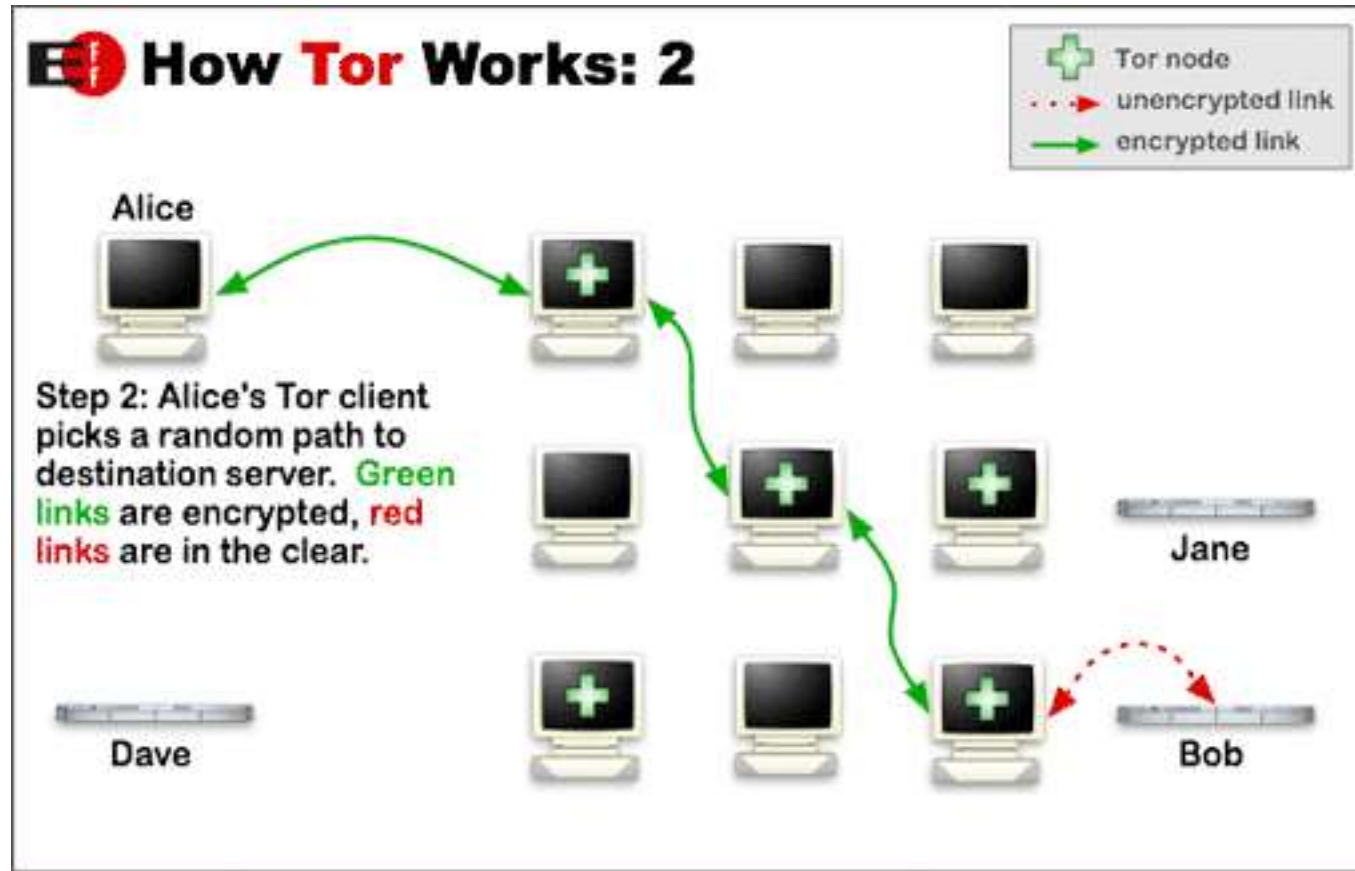 EFF How Tor Works: 2
Tor node
unencrypted link
encrypted link
Alice
Step 2: Alice's Tor client
picks a random path to
destination server. Green
links are encrypted, red
links are in the clear.
Jane
Dave
Bob